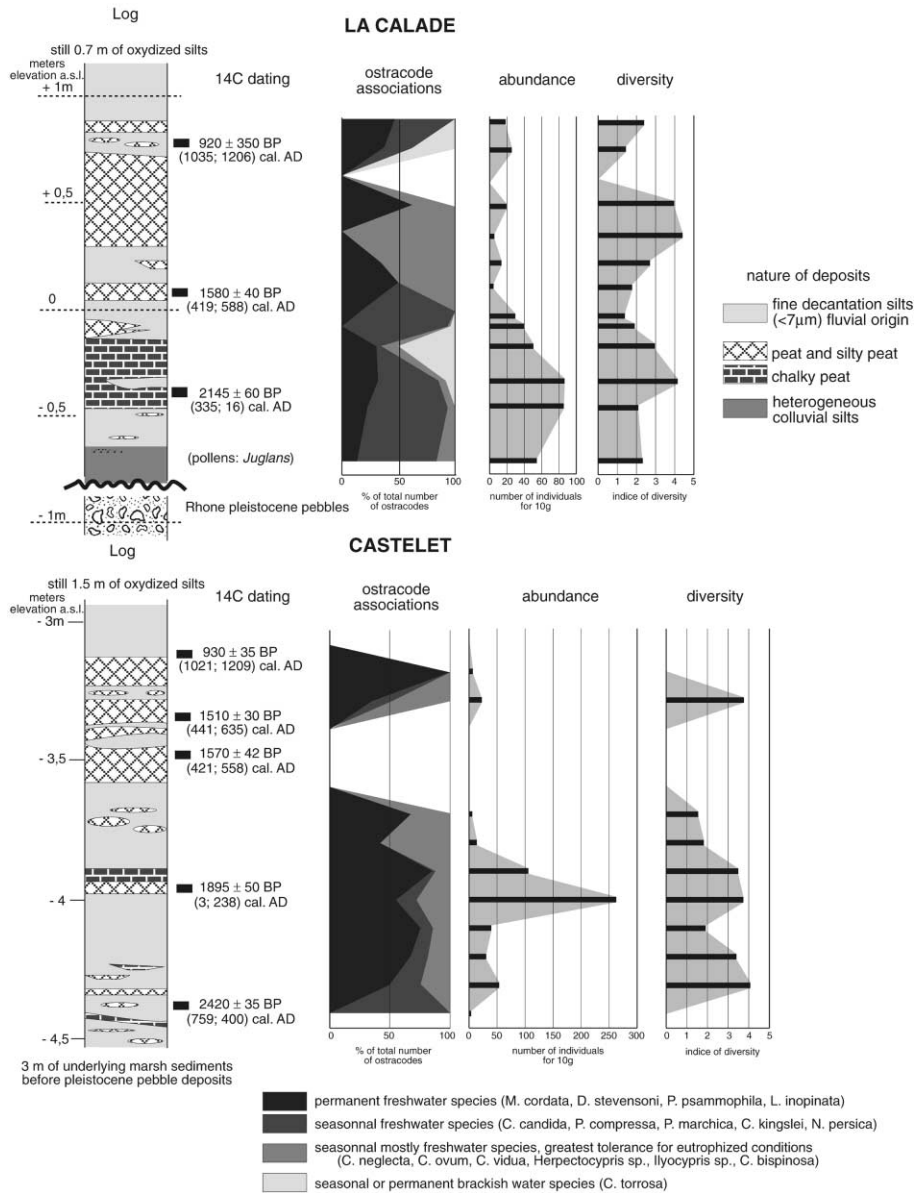 Log
LA CALADE
still 0.7 m of oxydized silts
meters
elevation a.s.l.
14C dating
ostracode
associations
abundance
diversity
+ 1m
920 ± 350 BP
(1035; 1206) cal. AD
+ 0,5
1580 ± 40 BP
(419; 588) cal. AD
0
2145 ± 60 BP
(335; 16) cal. AD
- 0,5
(pollens: Juglans)
Rhone pleistocene pebbles
- 1m
0 50 100
% of total number
of ostracodes
0 20 40 60 80 100
number of individuals
for 10g
0 1 2 3 4 5
indice of diversity
nature of deposits
fine decantation silts
(<7µm) fluvial origin
peat and silty peat
chalky peat
heterogeneous
colluvial silts
Log
CASTELET
still 1.5 m of oxydized silts
meters
elevation a.s.l.
14C dating
ostracode
associations
abundance
diversity
- 3m
930 ± 35 BP
(1021; 1209) cal. AD
1510 ± 30 BP
(441; 635) cal. AD
- 3,5
1570 ± 42 BP
(421; 558) cal. AD
1895 ± 50 BP
(3; 238) cal. AD
- 4
2420 ± 35 BP
(759; 400) cal. AD
- 4,5
3 m of underlying marsh sediments
before pleistocene pebble deposits
0 50 100
% of total number
of ostracodes
0 50 100 150 200 250 300
number of individuals
for 10g
0 1 2 3 4 5
indice of diversity
permanent freshwater species (M. cordata, D. stevensoni, P. psammophila, L. inopinata)
seasonnal freshwater species (C. candida, P. compressa, P. marchica, C. kingslei, N. persica)
seasonnal mostly freshwater species, greatest tolerance for eutrophized conditions
(C. neglecta, C. ovum, C. vidua, Herpectocypris sp., Ilyocypris sp., C. bispinosa)
seasonal or permanent brackish water species (C. torrosa)